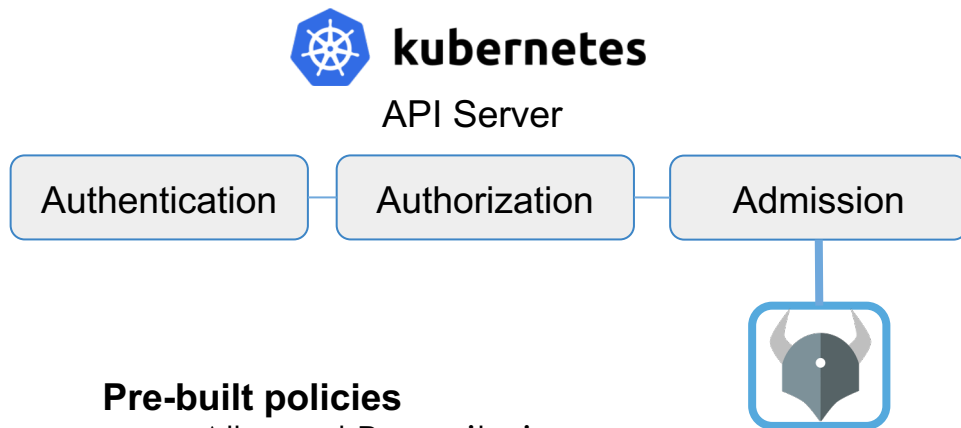 kubernetes
API Server
Authentication
Authorization
Admission
Pre-built policies